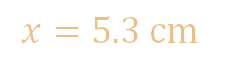 x = 5.3 cm